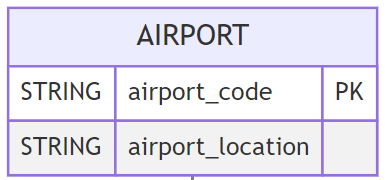 AIRPORT
STRING airport_code PK
STRING airport_location